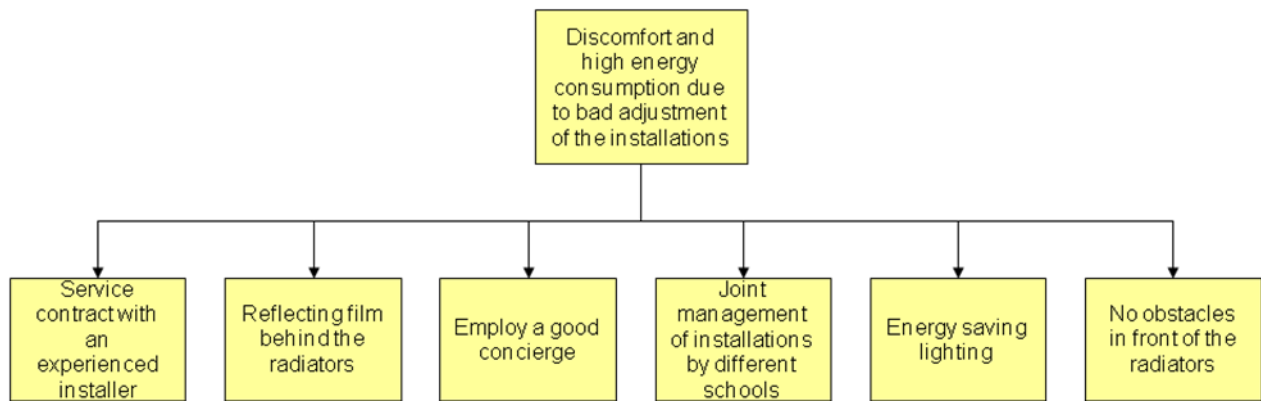 Discomfort and
high energy
consumption due
to bad adjustment
of the installations
Service
contract with
an
experienced
installer
Reflecting film
behind the
radiators
Employ a good
concierge
Joint
management
of installations
by different
schools
Energy saving
lighting
No obstacles
in front of the
radiators